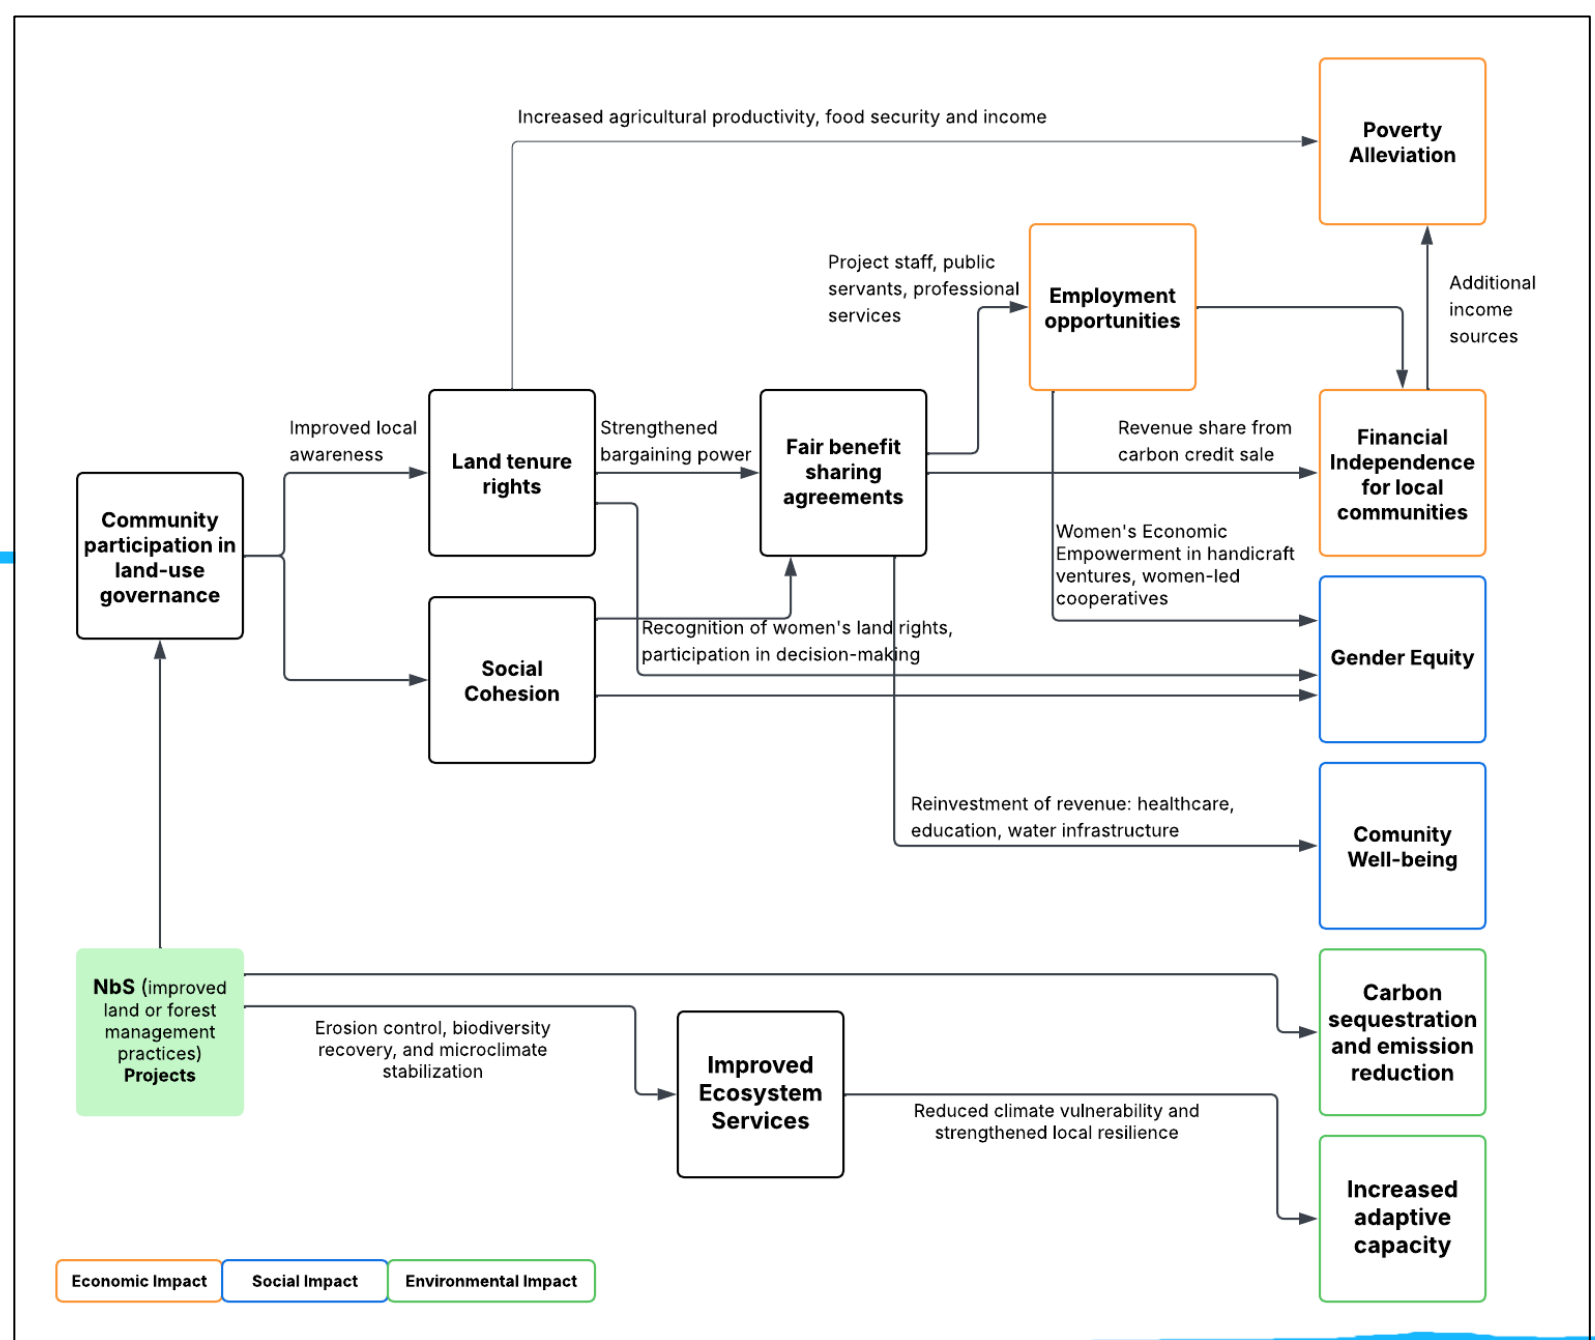 Increased agricultural productivity, food security and income
Poverty
Alleviation
Project staff, public
servants, professional
services
Employment
opportunities
Additional
income
sources
Improved local
awareness
Land tenure
rights
Strengthened
bargaining power
Fair benefit
sharing
agreements
Revenue share from
carbon credit sale
Financial
Independence
for local
communities
Community
participation in
land-use
governance
Women's Economic
Empowerment in handicraft
ventures, women-led
cooperatives
Social
Cohesion
Recognition of women's land rights,
participation in decision-making
Gender Equity
Reinvestment of revenue: healthcare,
education, water infrastructure
Comunity
Well-being
NbS (improved
land or forest
management
practices)
Projects
Erosion control, biodiversity
recovery, and microclimate
stabilization
Improved
Ecosystem
Services
Carbon
sequestration
and emission
reduction
Reduced climate vulnerability and
strengthened local resilience
Increased
adaptive
capacity
Economic Impact
Social Impact
Environmental Impact